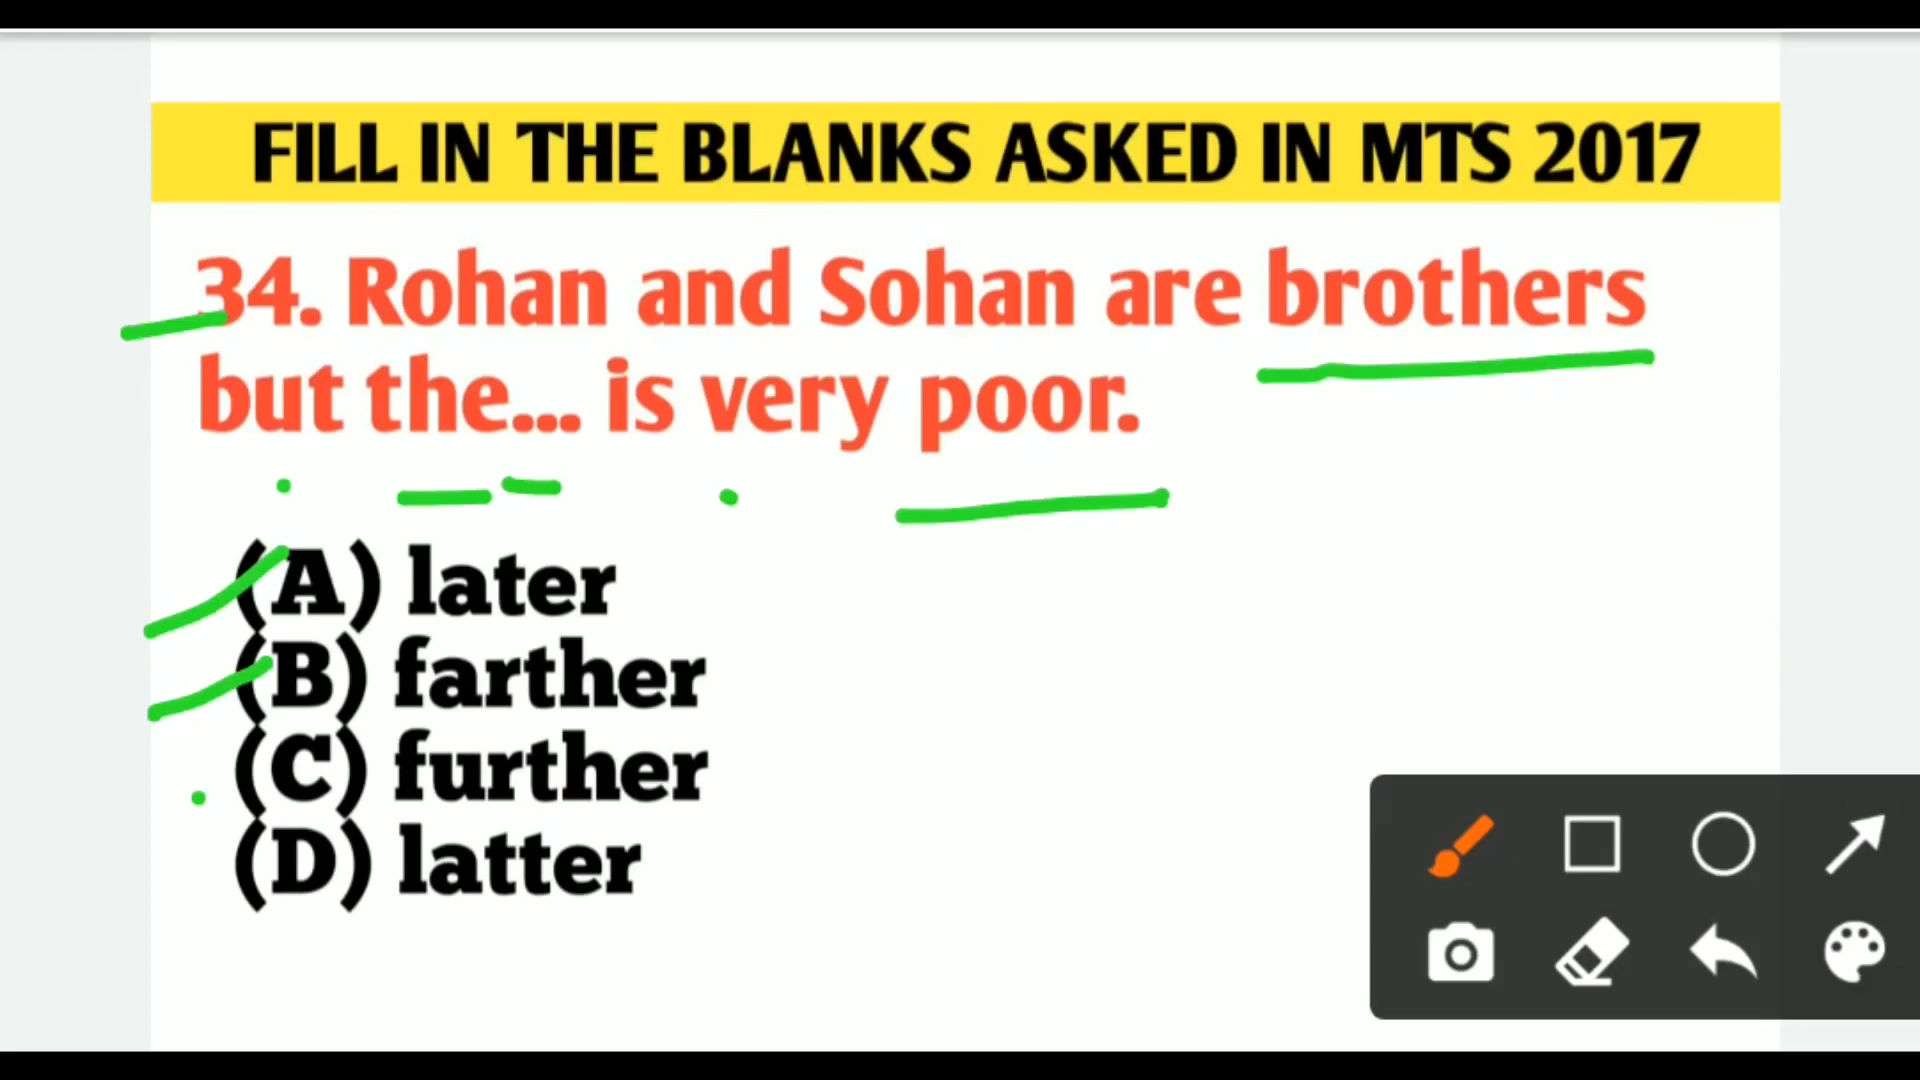 FILL IN THE BLANKS ASKED IN MTS 2017
34. Rohan and Sohan are brothers
but the... is very poor.
(A) later
(B) farther
(C) further
(D) latter